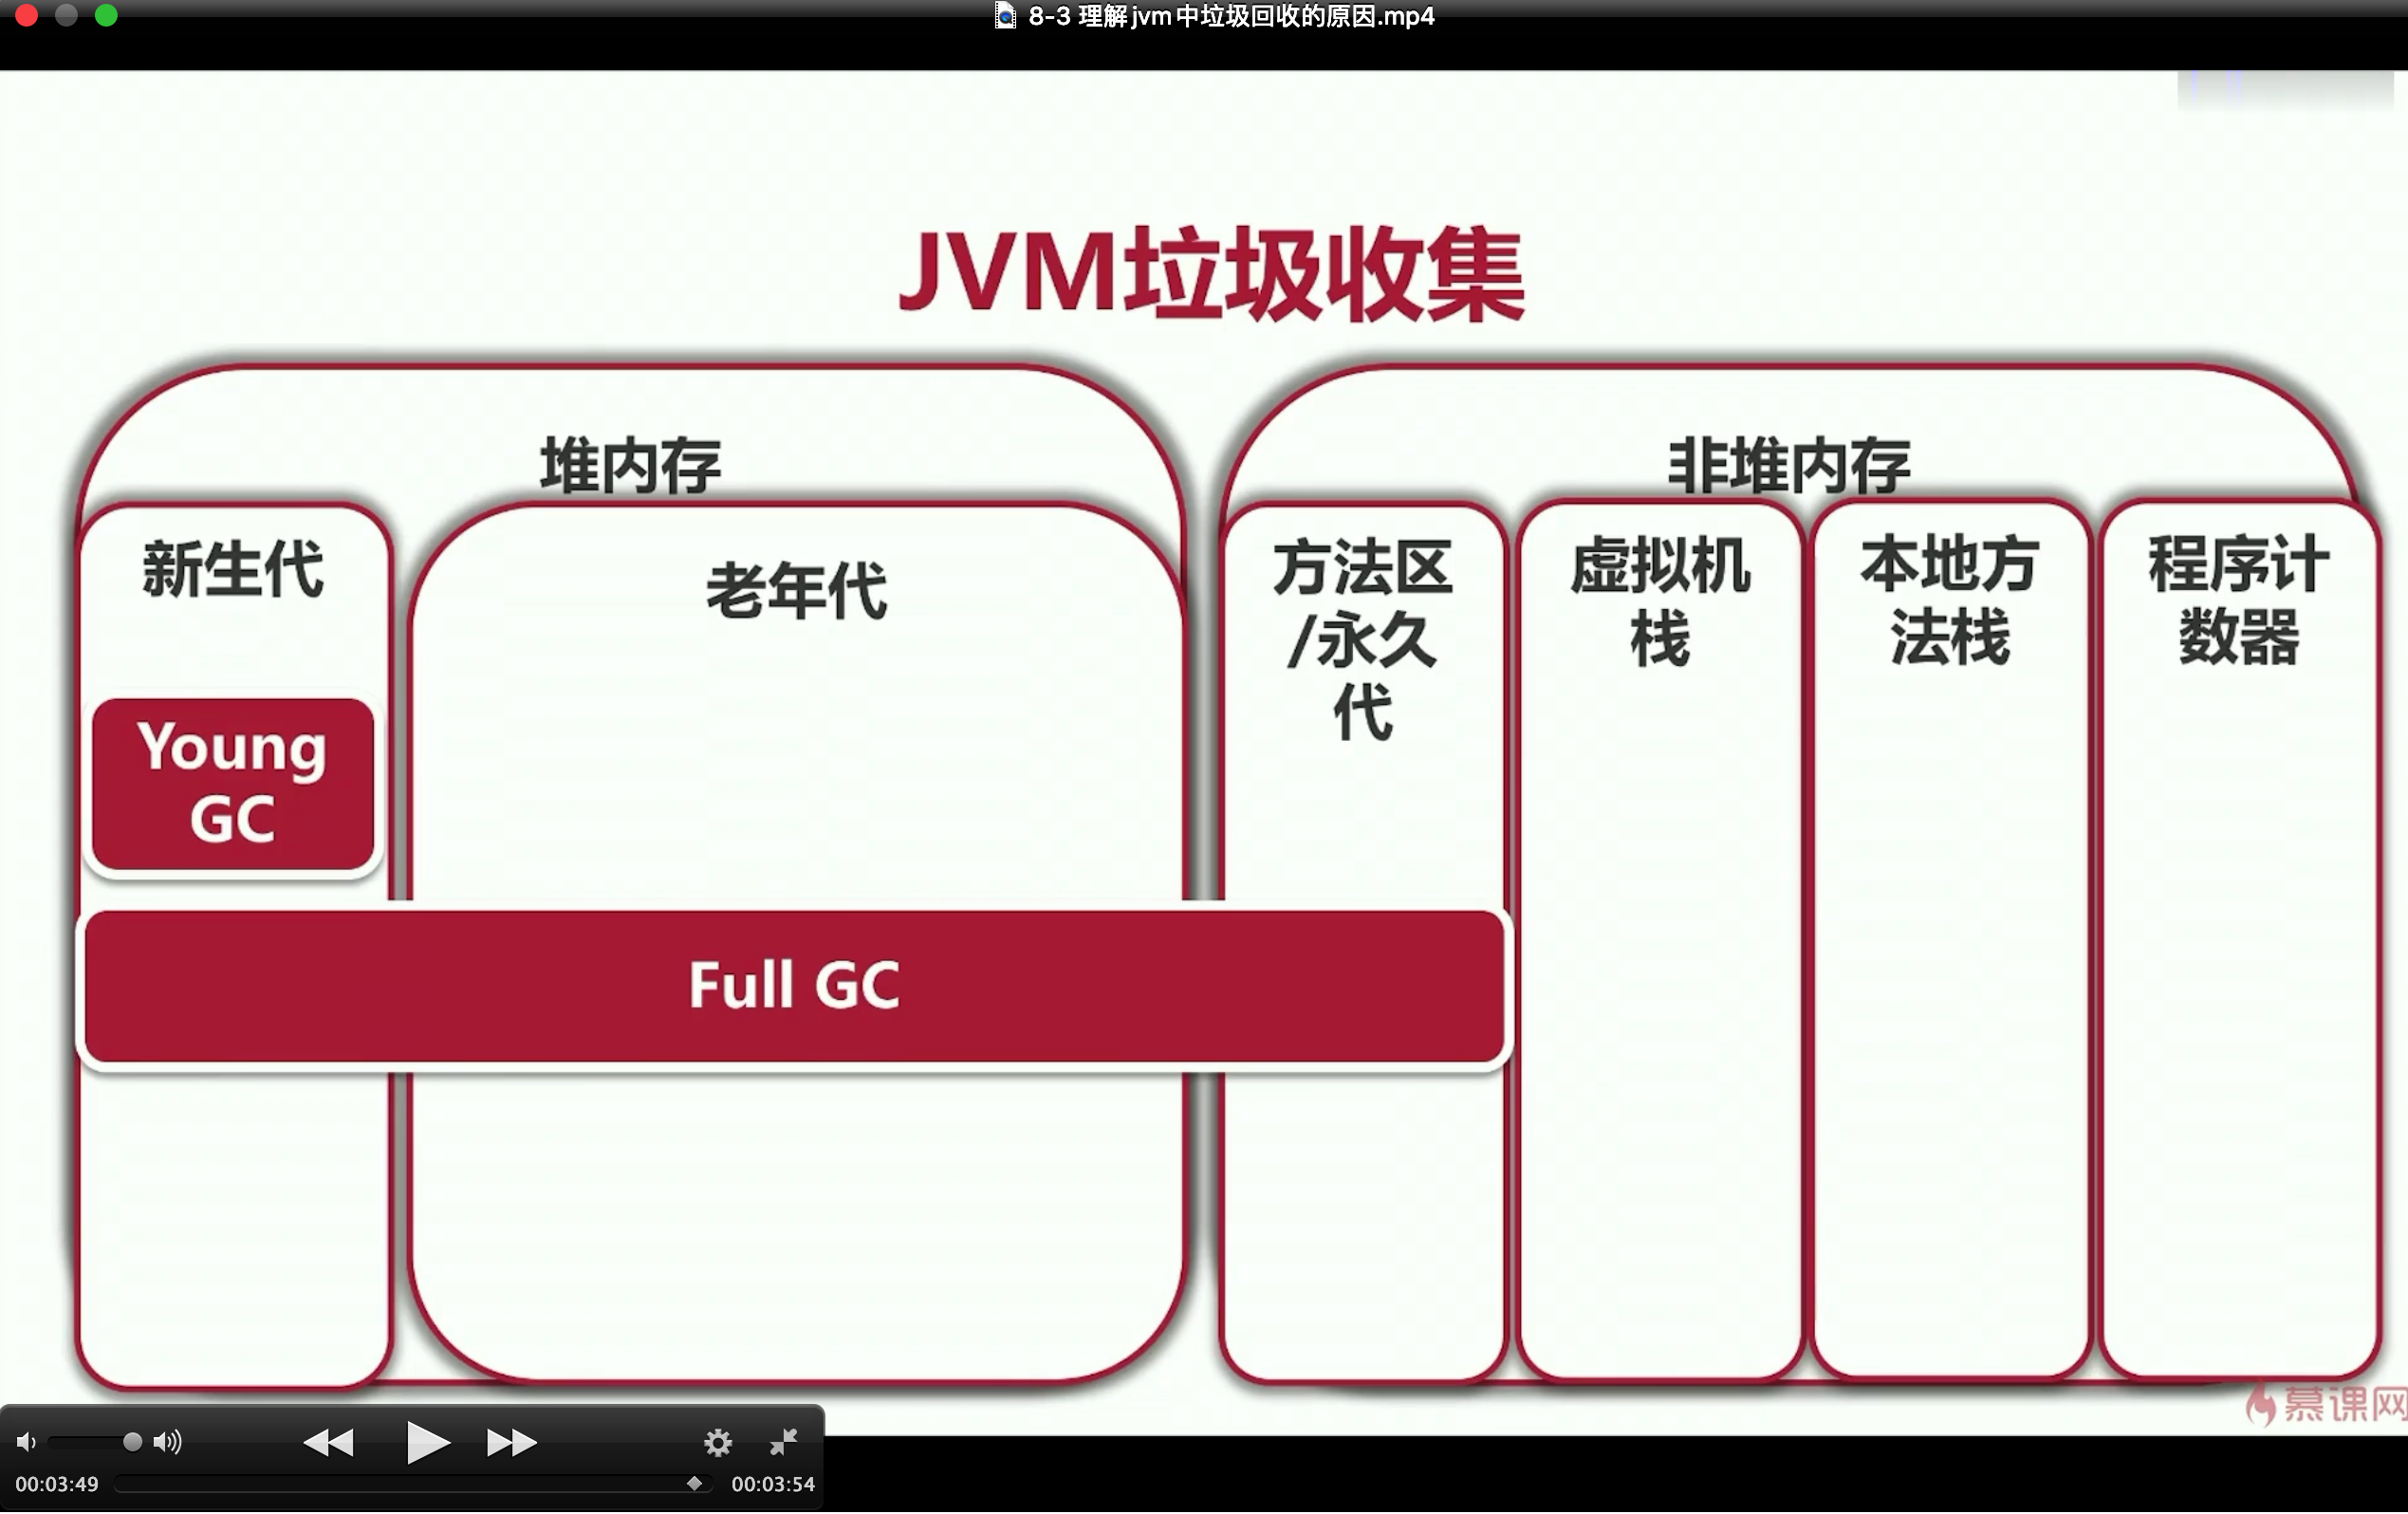 8-3 理解jvm中垃圾回收的原因.mp4
JVM垃圾收集
堆内存
非堆内存
新生代
老年代
方法区
/永久
代
虚拟机
栈
本地方
法栈
程序计
数器
Young
GC
Full GC
慕课网
00:03:49
00:03:54